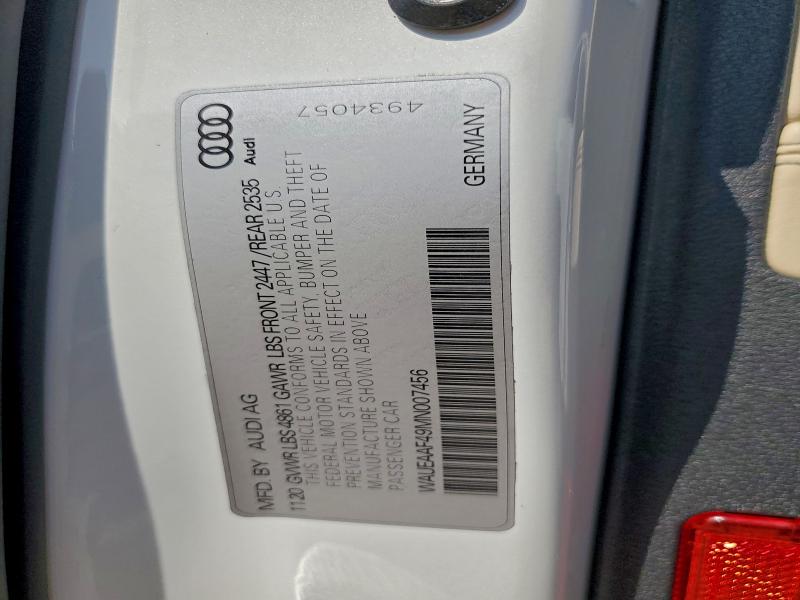 MFD. BY AUDI AG
Audi
11.20 GVWR LBS 4861 GAWR LBS FRONT 2447 / REAR 2535
THIS VEHICLE CONFORMS TO ALL APPLICABLE U.S.
FEDERAL MOTOR VEHICLE SAFETY, BUMPER AND THEFT
PREVENTION STANDARDS IN EFFECT ON THE DATE OF
MANUFACTURE SHOWN ABOVE
4934057
PASSENGER CAR
WAUEAAF49MN007456
GERMANY